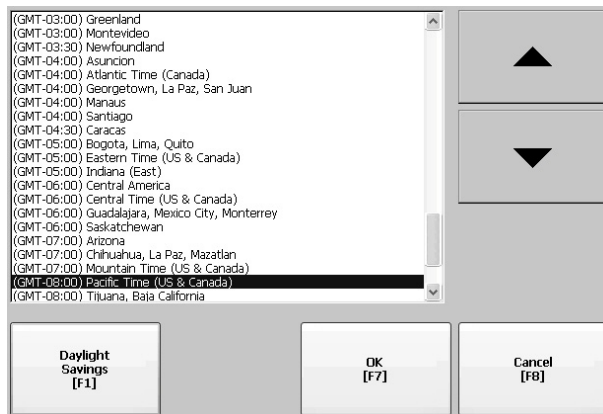 (GMT-03:00) Greenland
(GMT-03:00) Montevideo
(GMT-03:30) Newfoundland
(GMT-04:00) Asuncion
(GMT-04:00) Atlantic Time (Canada)
(GMT-04:00) Georgetown, La Paz, San Juan
(GMT-04:00) Manaus
(GMT-04:00) Santiago
(GMT-04:30) Caracas
(GMT-05:00) Bogota, Lima, Quito
(GMT-05:00) Eastern Time (US & Canada)
(GMT-05:00) Indiana (East)
(GMT-06:00) Central America
(GMT-06:00) Central Time (US & Canada)
(GMT-06:00) Guadalajara, Mexico City, Monterrey
(GMT-06:00) Saskatchewan
(GMT-07:00) Arizona
(GMT-07:00) Chihuahua, La Paz, Mazatlan
(GMT-07:00) Mountain Time (US & Canada)
(GMT-08:00) Pacific Time (US & Canada)
(GMT-08:00) Tijuana, Baja California
Daylight
Savings
[F1]
OK
[F7]
Cancel
[F8]